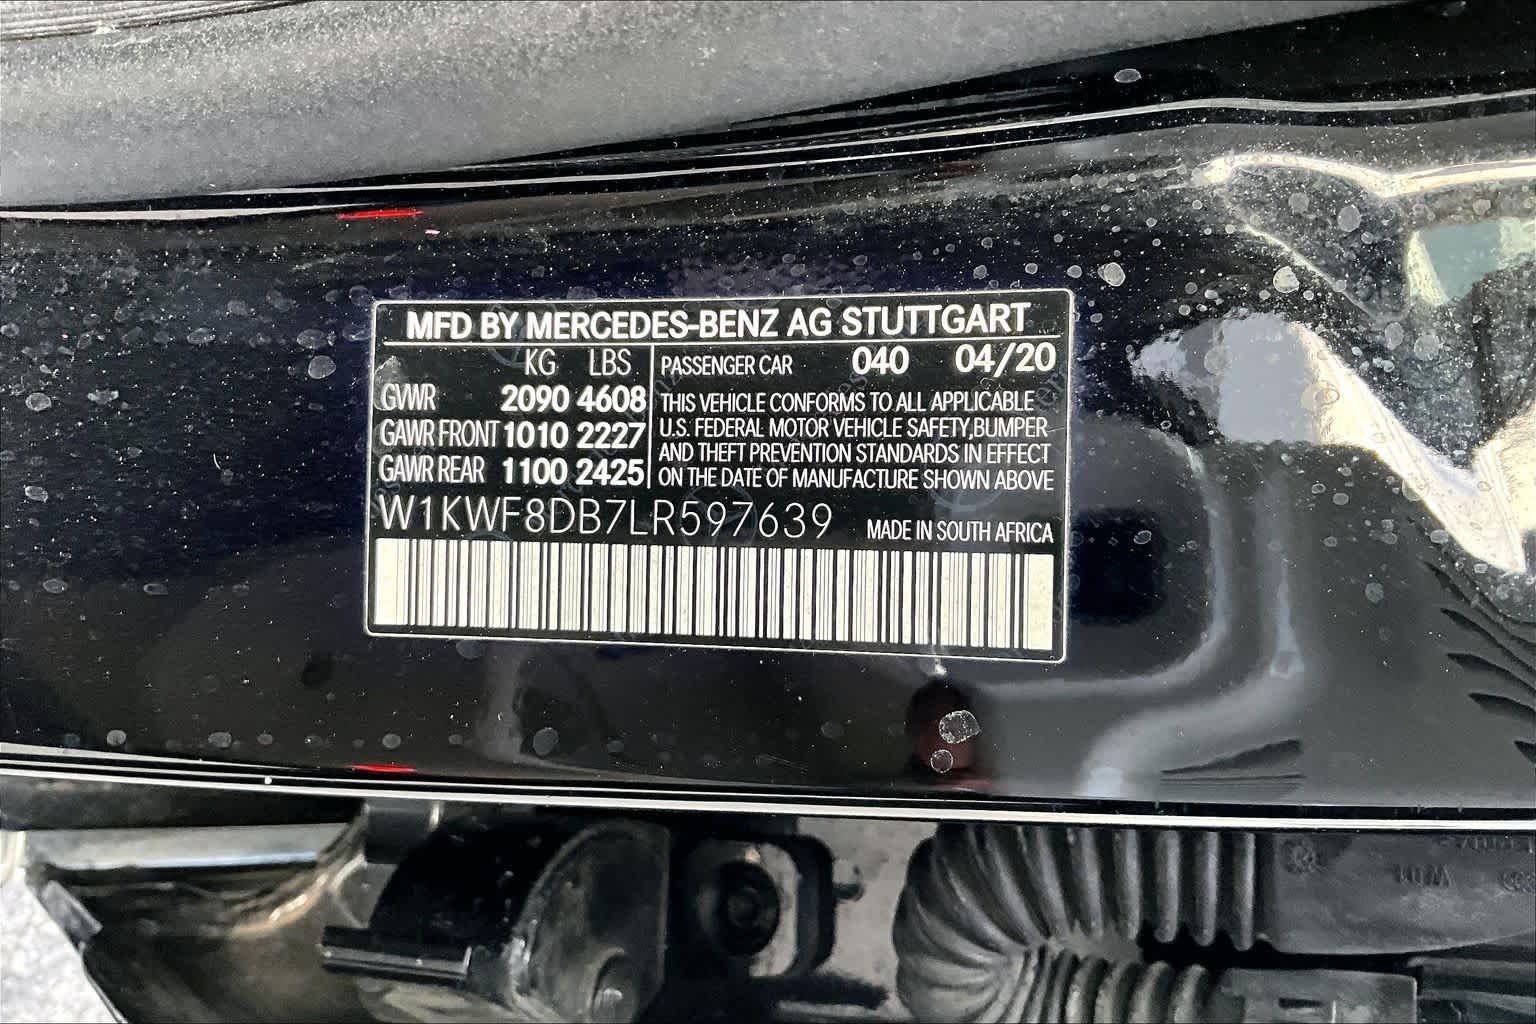 MFD BY MERCEDES-BENZ AG STUTTGART
KG LBS
GVWR 2090 4608
GAWR FRONT 1010 2227
GAWR REAR 1100 2425
PASSENGER CAR 040 04/20
THIS VEHICLE CONFORMS TO ALL APPLICABLE
U.S. FEDERAL MOTOR VEHICLE SAFETY, BUMPER
AND THEFT PREVENTION STANDARDS IN EFFECT
ON THE DATE OF MANUFACTURE SHOWN ABOVE
W1KWF8DB7LR597639 MADE IN SOUTH AFRICA